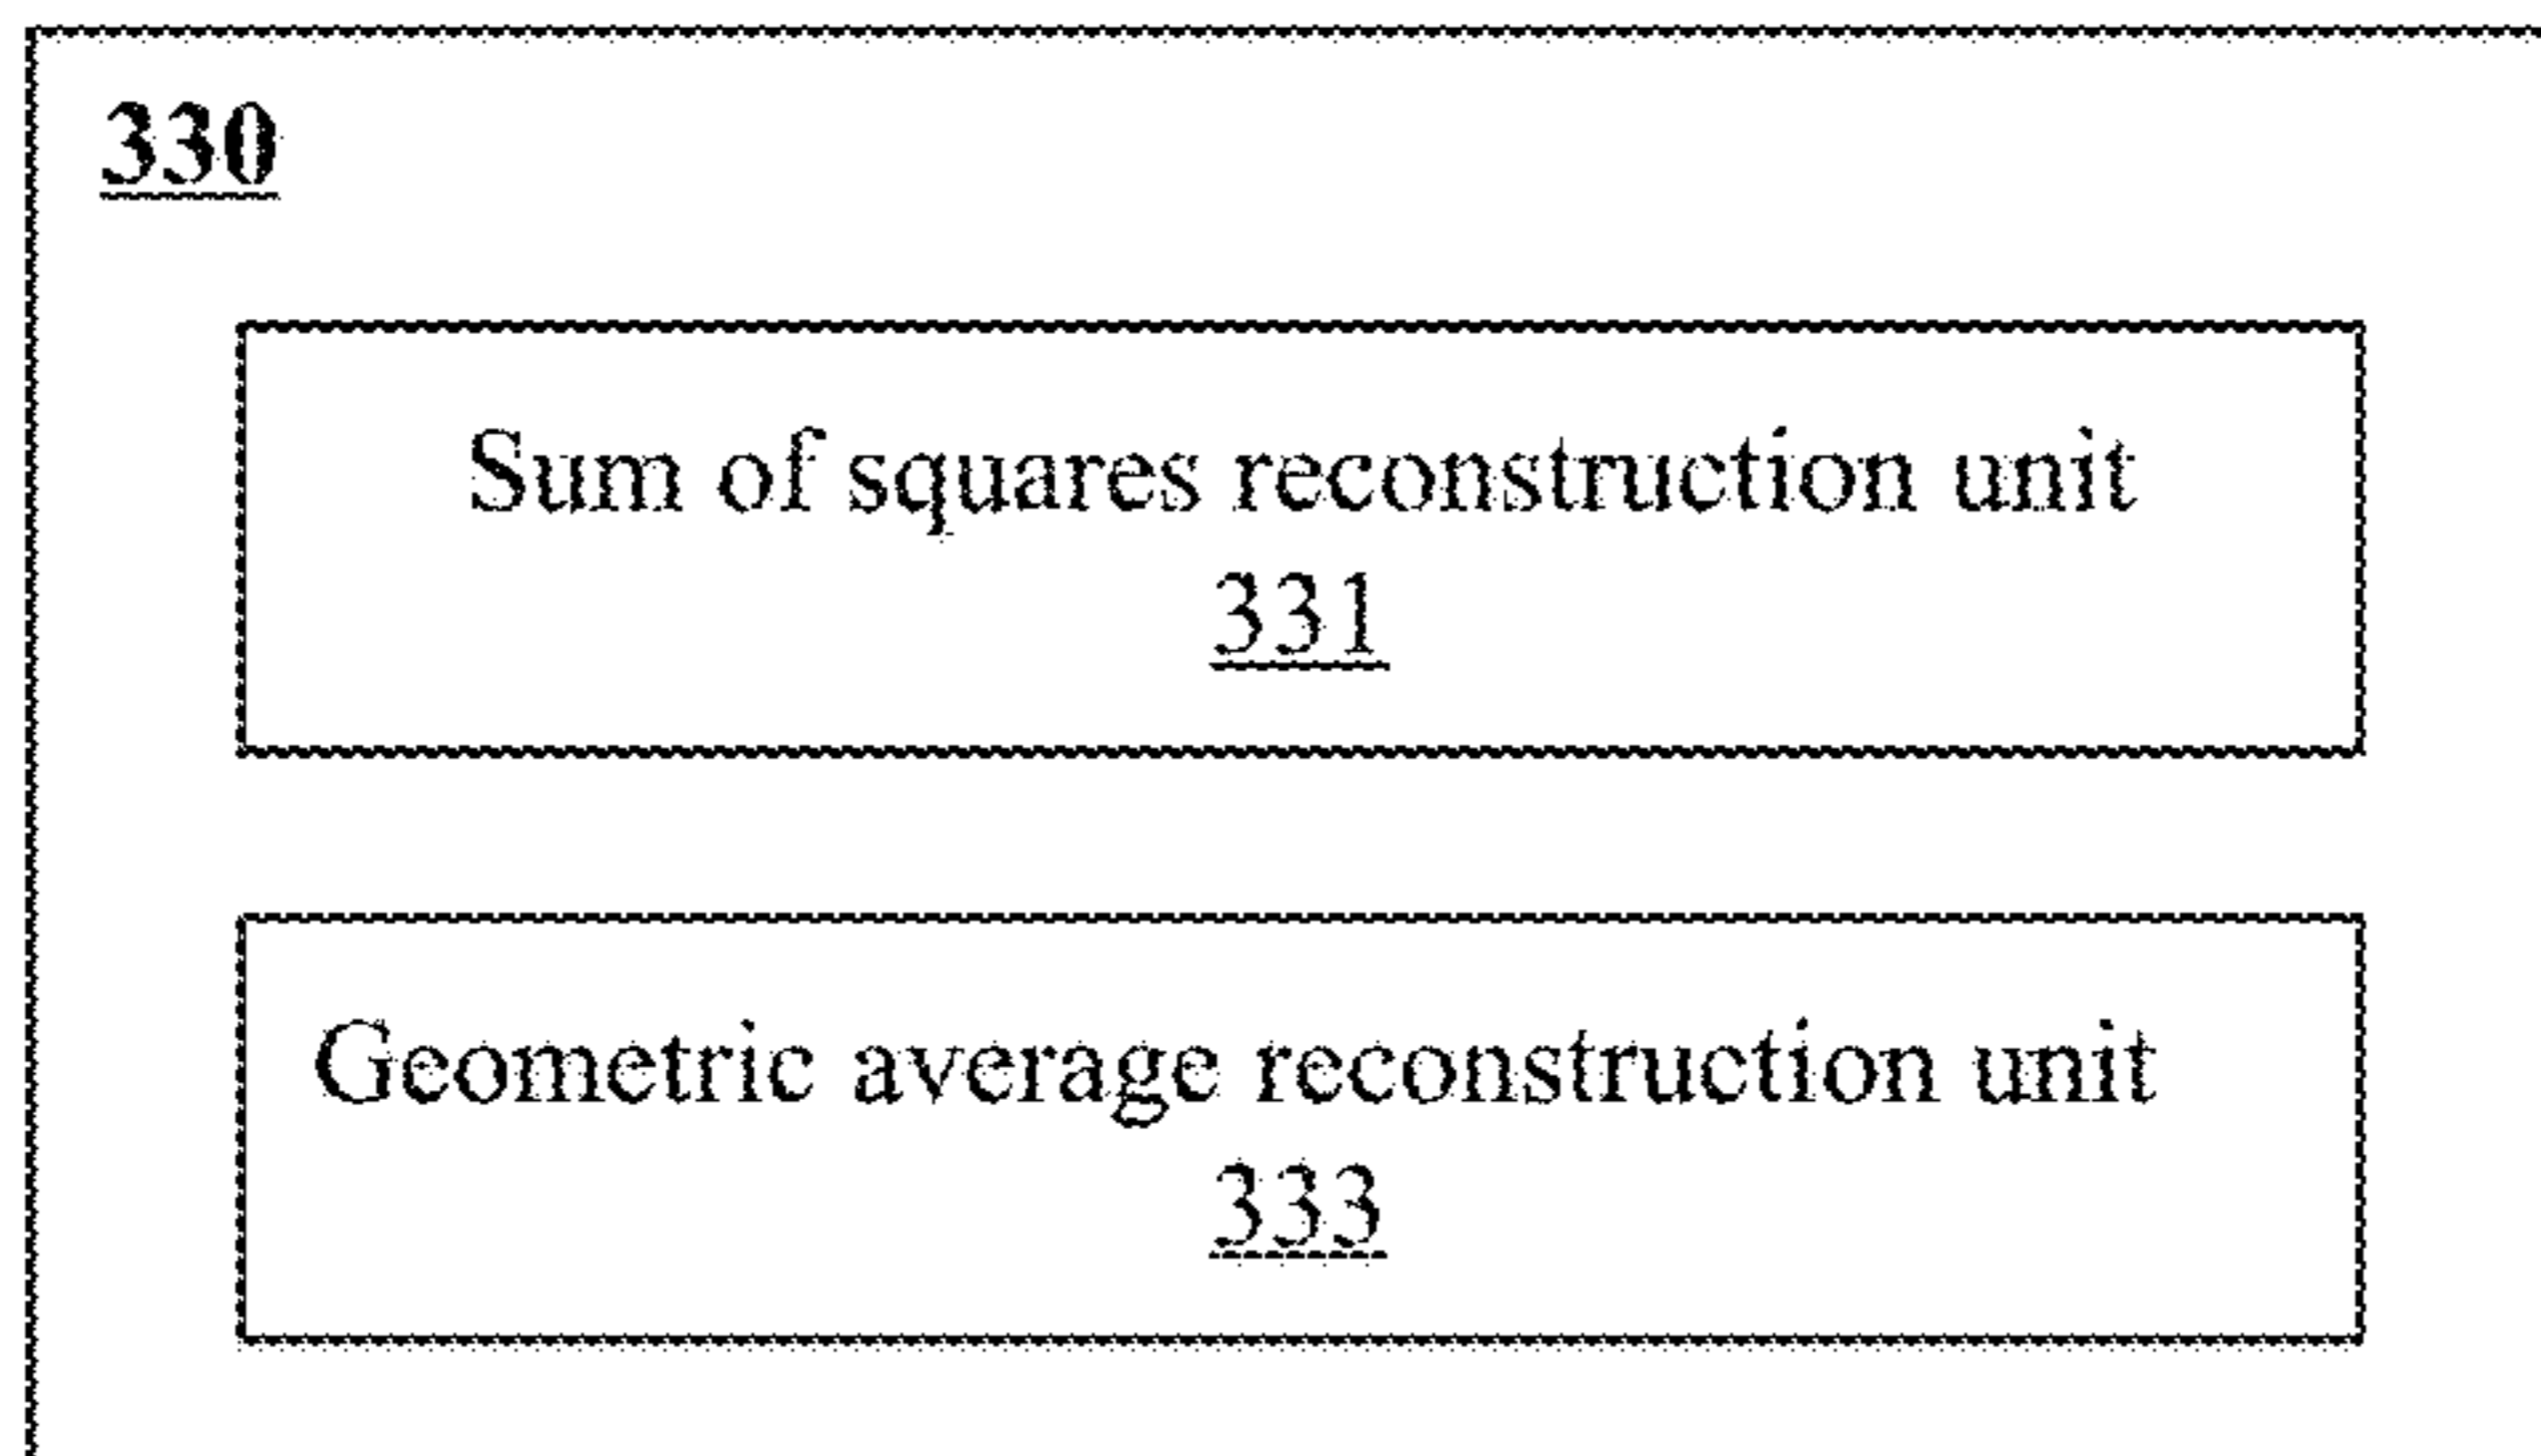 330
Sum of squares reconstruction unit
331
Geometric average reconstruction unit
333